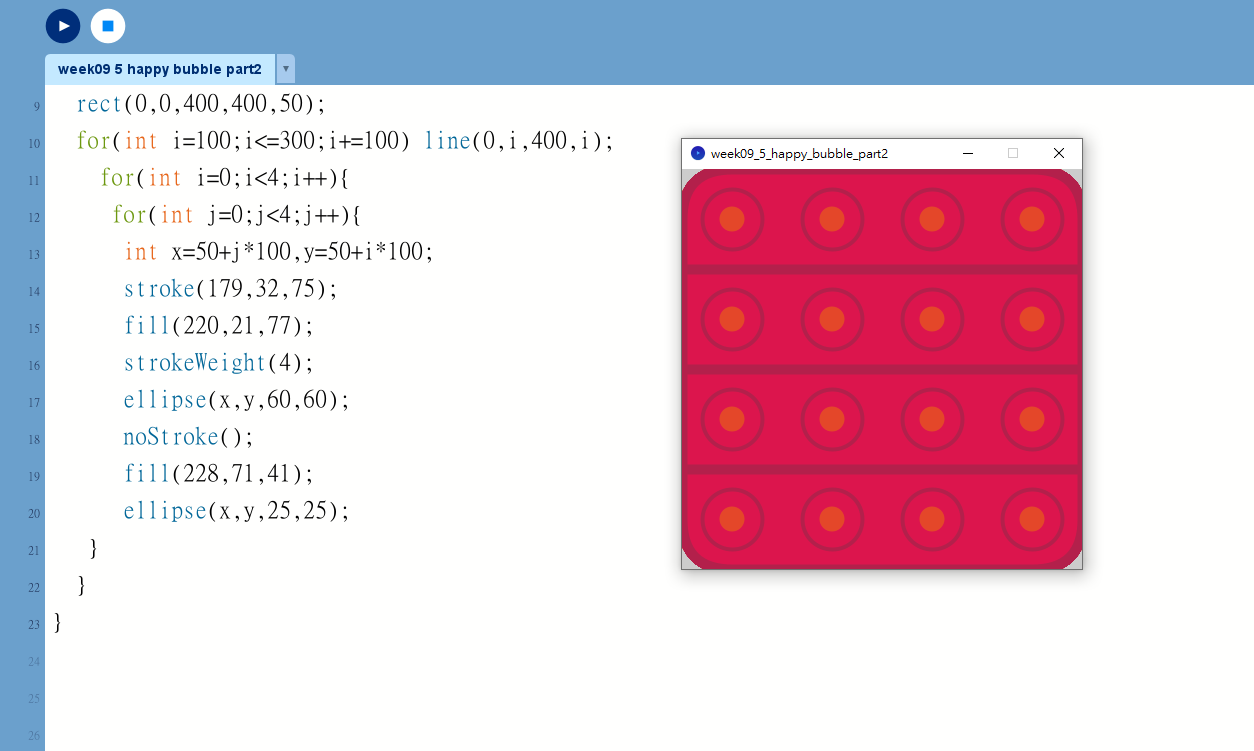 week09 5 happy bubble part2
9 rect(0,0,400,400,50);
10 for(int i=100;i<=300;i+=100) line(0,i,400,i);
11 for(int i=0;i<4;i++){
12 for(int j=0;j<4;j++){
13 int x=50+j*100,y=50+i*100;
14 stroke(179,32,75);
15 fill(220,21,77);
16 strokeWeight(4);
17 ellipse(x,y,60,60);
18 noStroke();
19 fill(228,71,41);
20 ellipse(x,y,25,25);
21 }
22 }
23 }
24
25
26
week09_5_happy_bubble_part2